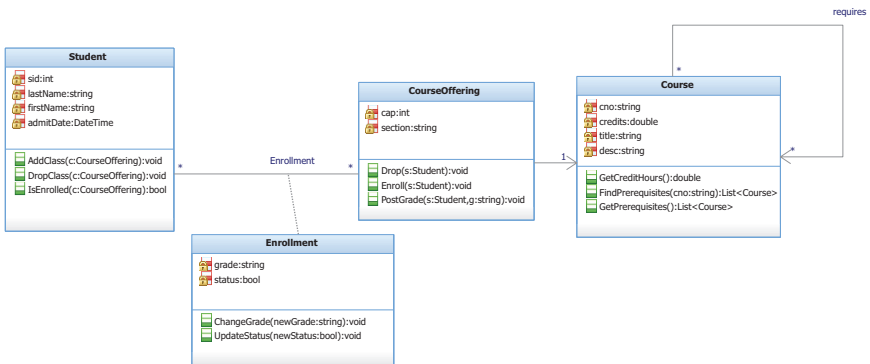 requires
Student
sid:int
lastName:string
firstName:string
admitDate:DateTime
AddClass(c:CourseOffering):void
DropClass(c:CourseOffering):void
IsEnrolled(c:CourseOffering):bool
*
Enrollment
*
CourseOffering
cap:int
section:string
Drop(s:Student):void
Enroll(s:Student):void
PostGrade(s:Student,g:string):void
1
*
Course
cno:string
credits:double
title:string
desc:string
GetCreditHours():double
FindPrerequisites(cno:string):List<Course>
GetPrerequisites():List<Course>
*
Enrollment
grade:string
status:bool
ChangeGrade(newGrade:string):void
UpdateStatus(newStatus:bool):void